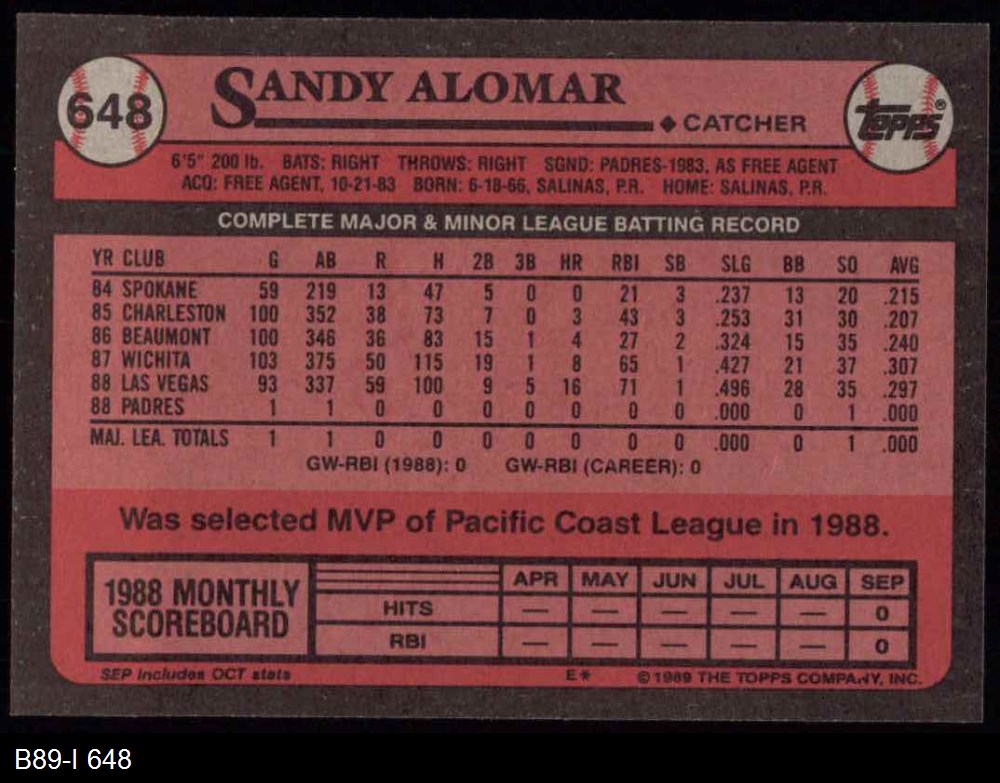 648
SANDY ALOMAR
◆ CATCHER
TOPPS®
6'5" 200 lb. BATS: RIGHT THROWS: RIGHT SGND: PADRES-1983, AS FREE AGENT
ACQ: FREE AGENT, 10-21-83 BORN: 6-18-66, SALINAS, P.R. HOME: SALINAS, P.R.
COMPLETE MAJOR & MINOR LEAGUE BATTING RECORD
YR CLUB G AB R H 2B 3B HR RBI SB SLG BB SO AVG
84 SPOKANE 59 219 13 47 5 0 0 21 3 .237 13 20 .215
85 CHARLESTON 100 352 38 73 7 0 3 43 3 .253 31 30 .207
86 BEAUMONT 100 346 36 83 15 1 4 27 2 .324 15 35 .240
87 WICHITA 103 375 50 115 19 1 8 65 1 .427 21 37 .307
88 LAS VEGAS 93 337 59 100 9 5 16 71 1 .496 28 35 .297
88 PADRES 1 1 0 0 0 0 0 0 0 .000 0 1 .000
MAJ. LEA. TOTALS 1 1 0 0 0 0 0 0 0 .000 0 1 .000
GW-RBI (1988): 0 GW-RBI (CAREER): 0
Was selected MVP of Pacific Coast League in 1988.
1988 MONTHLY
SCOREBOARD
APR MAY JUN JUL AUG SEP
HITS — — — — — 0
RBI — — — — — 0
SEP Includes OCT stats E* © 1989 THE TOPPS COMPANY, INC.
B89-I 648